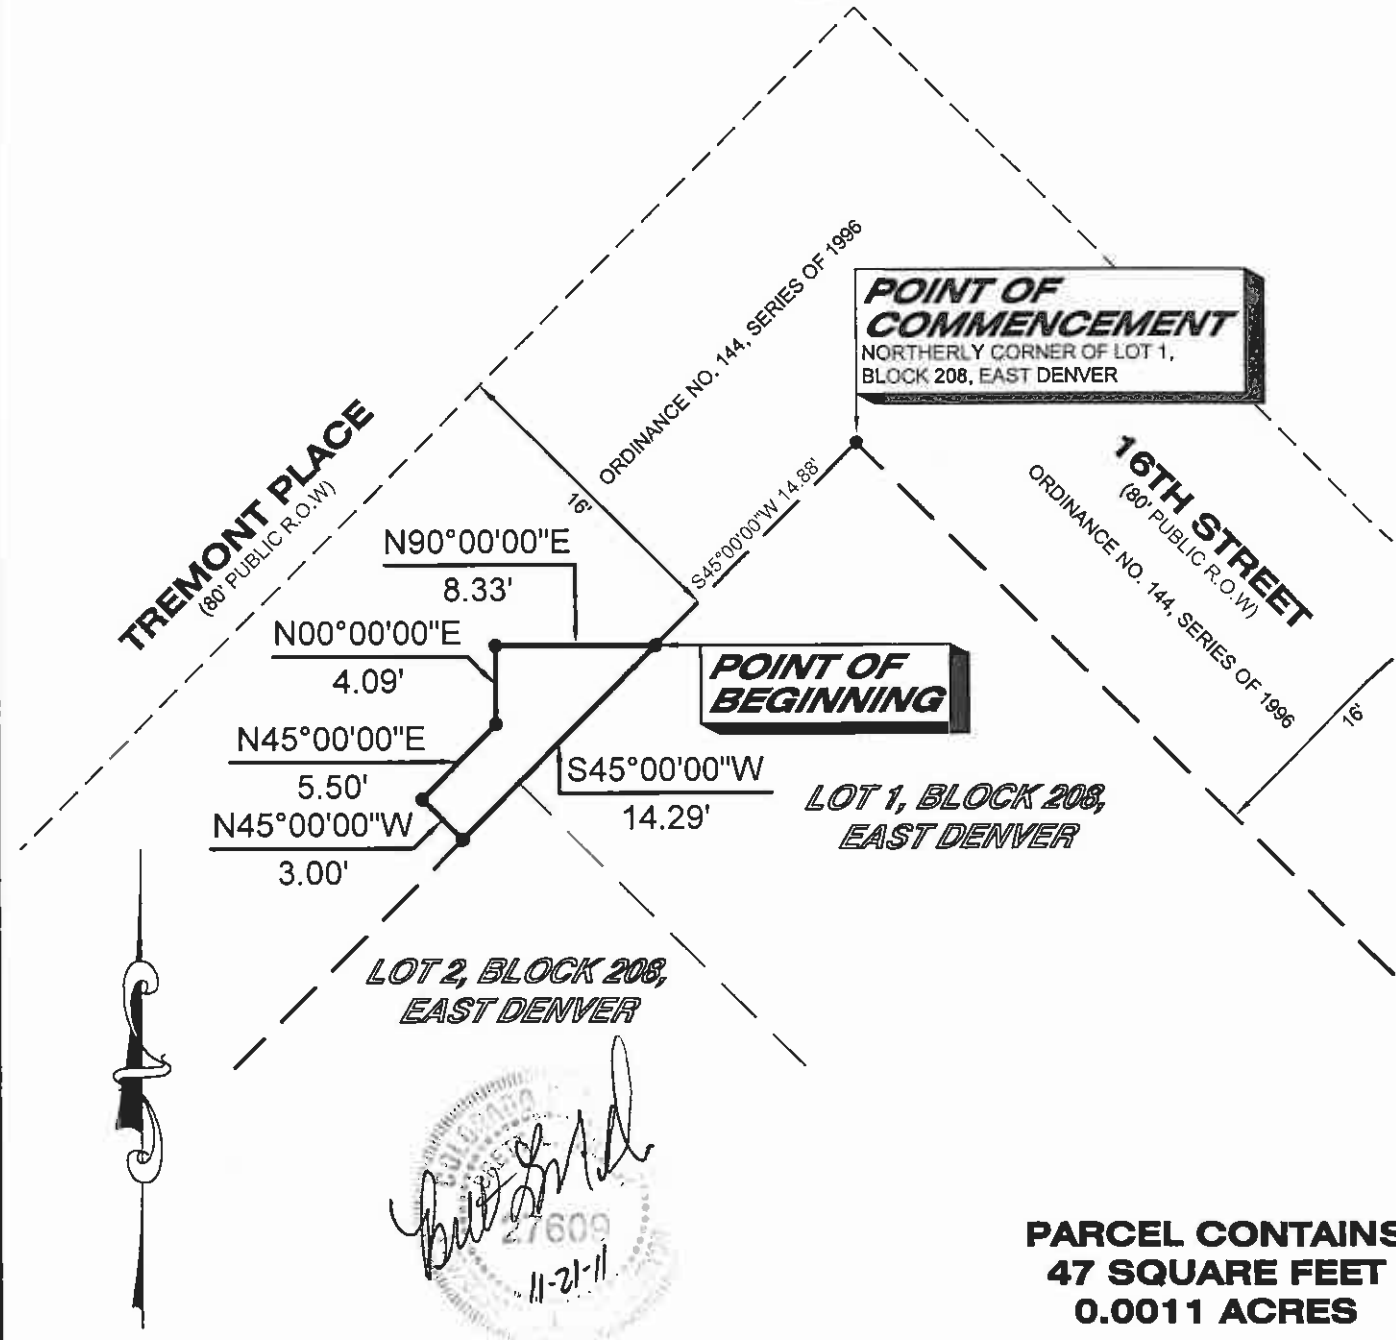 ORDINANCE NO. 144, SERIES OF 1996
POINT OF
COMMENCEMENT
NORTHERLY CORNER OF LOT 1,
BLOCK 208, EAST DENVER
TREMONT PLACE
(80' PUBLIC R.O.W)
16'
S45°00'00"W 14.88'
16TH STREET
(80' PUBLIC R.O.W)
ORDINANCE NO. 144, SERIES OF 1996
16'
N90°00'00"E
8.33'
N00°00'00"E
4.09'
POINT OF
BEGINNING
N45°00'00"E
5.50'
S45°00'00"W
14.29'
N45°00'00"W
3.00'
LOT 1, BLOCK 208,
EAST DENVER
LOT 2, BLOCK 208,
EAST DENVER
COLORADO
27609
11-21-11
PARCEL CONTAINS
47 SQUARE FEET
0.0011 ACRES